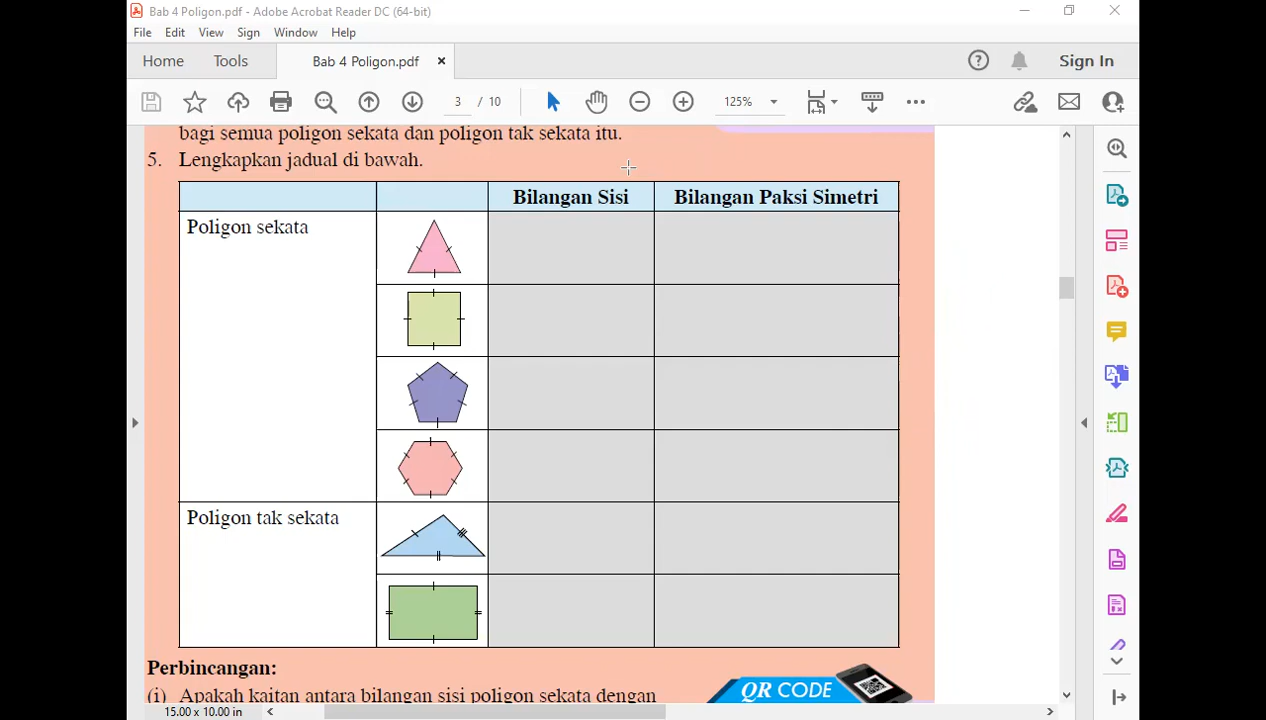 Bab 4 Poligon.pdf - Adobe Acrobat Reader DC (64-bit)
File Edit View Sign Window Help
Home Tools Bab 4 Poligon.pdf × Sign In
3 / 10 125%
bagi semua poligon sekata dan poligon tak sekata itu.
5. Lengkapkan jadual di bawah.
Bilangan Sisi Bilangan Paksi Simetri
Poligon sekata
Poligon tak sekata
Perbincangan:
(i) Apakah kaitan antara bilangan sisi poligon sekata dengan
QR CODE
15.00 x 10.00 in